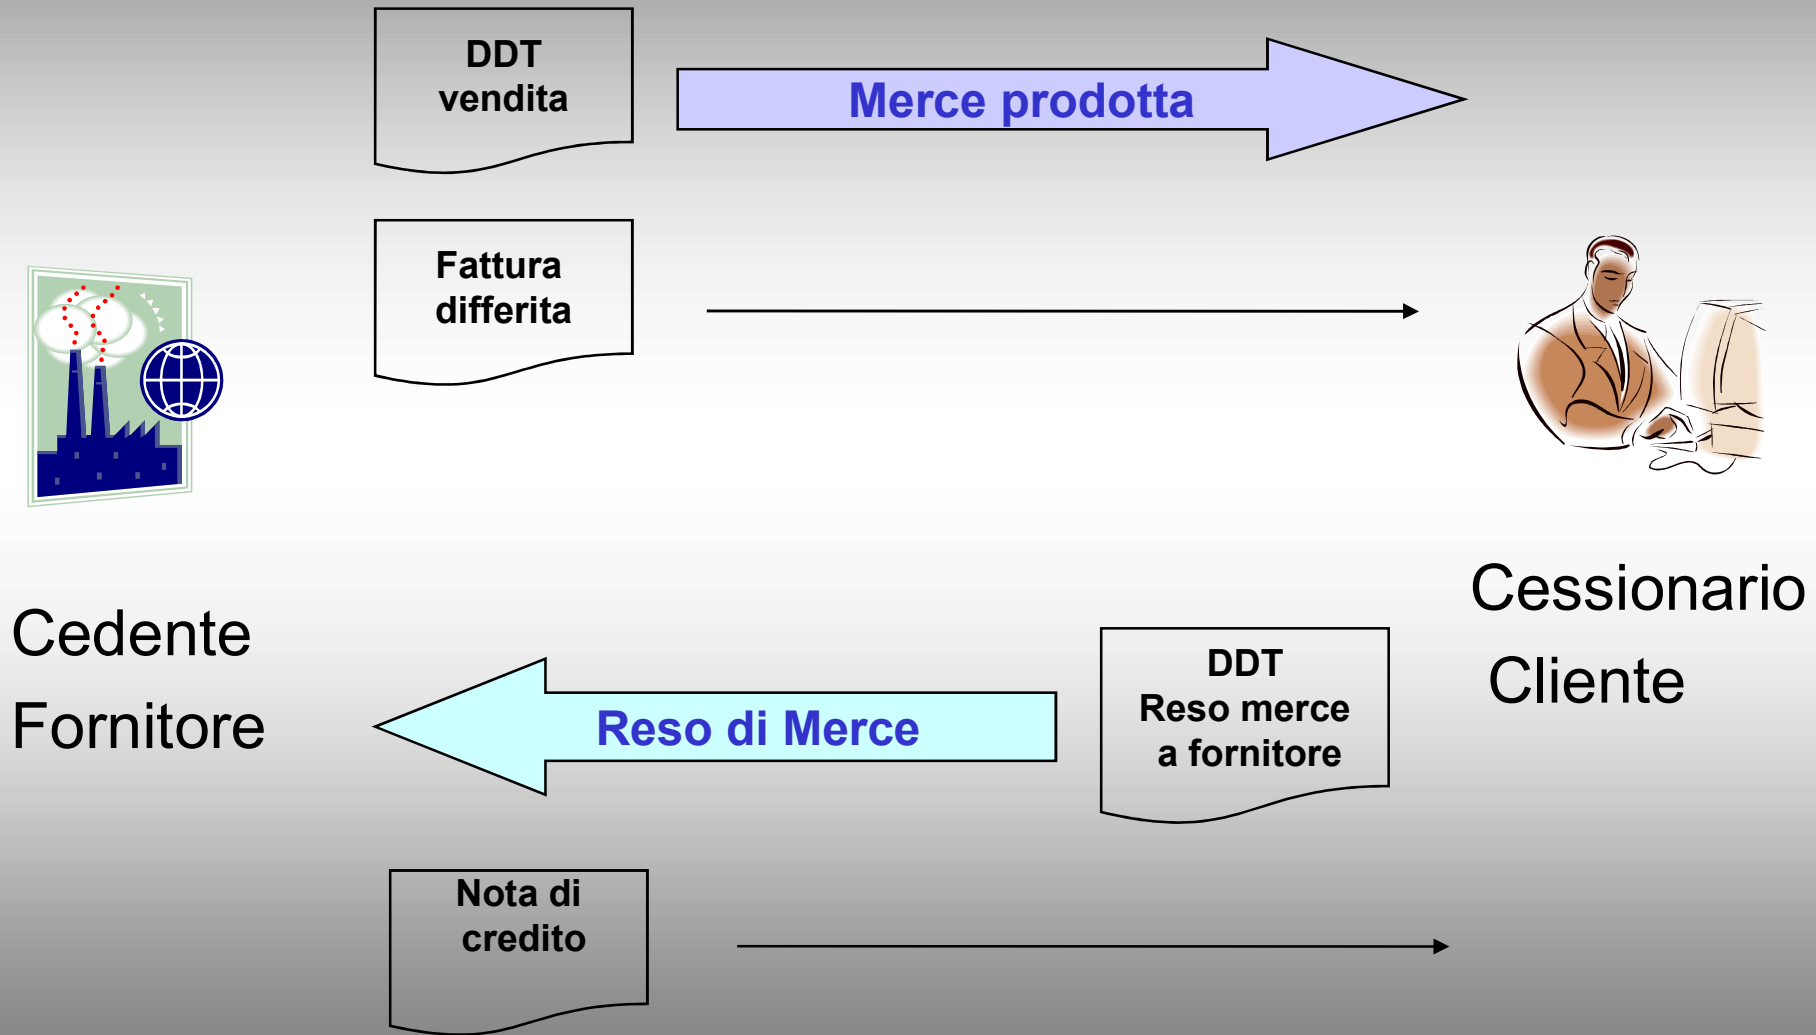 DDT
vendita
Merce prodotta
Fattura
differita
Cedente
Fornitore
Cessionario
Cliente
Reso di Merce
DDT
Reso merce
a fornitore
Nota di
credito